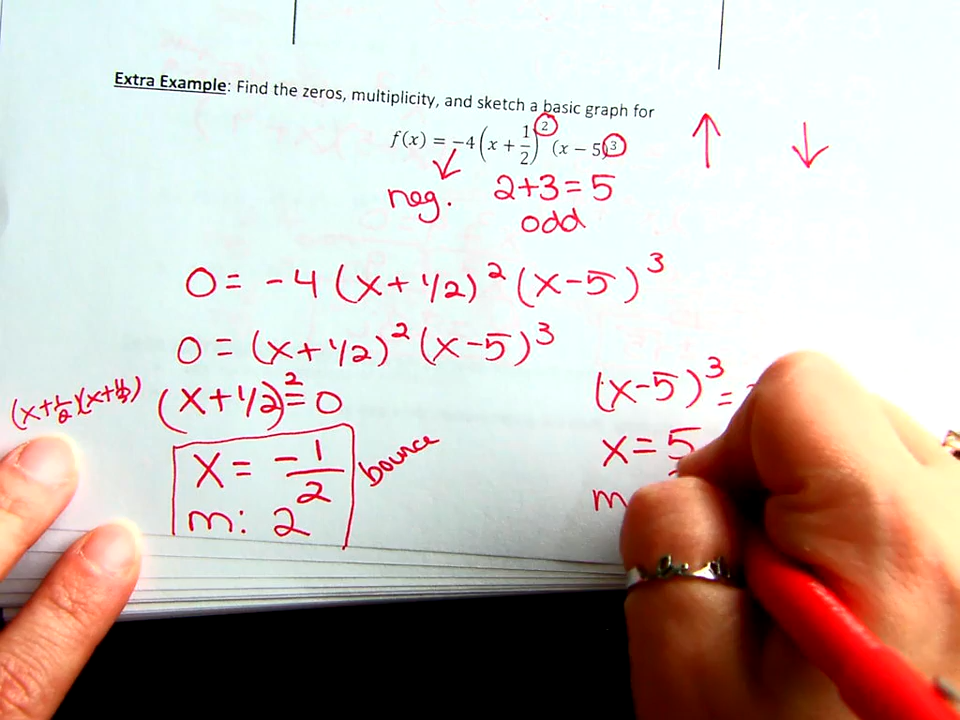 Extra Example: Find the zeros, multiplicity, and sketch a basic graph for
f(x) = −4(x + 1/2)²(x − 5)³
neg. 2+3=5
odd
0 = -4(x+1/2)²(x-5)³
0 = (x+1/2)²(x-5)³
(x+1/2)(x+1/2) (x+1/2)²=0 (x-5)³=
x = -1/2 bounce x=5
m: 2 m